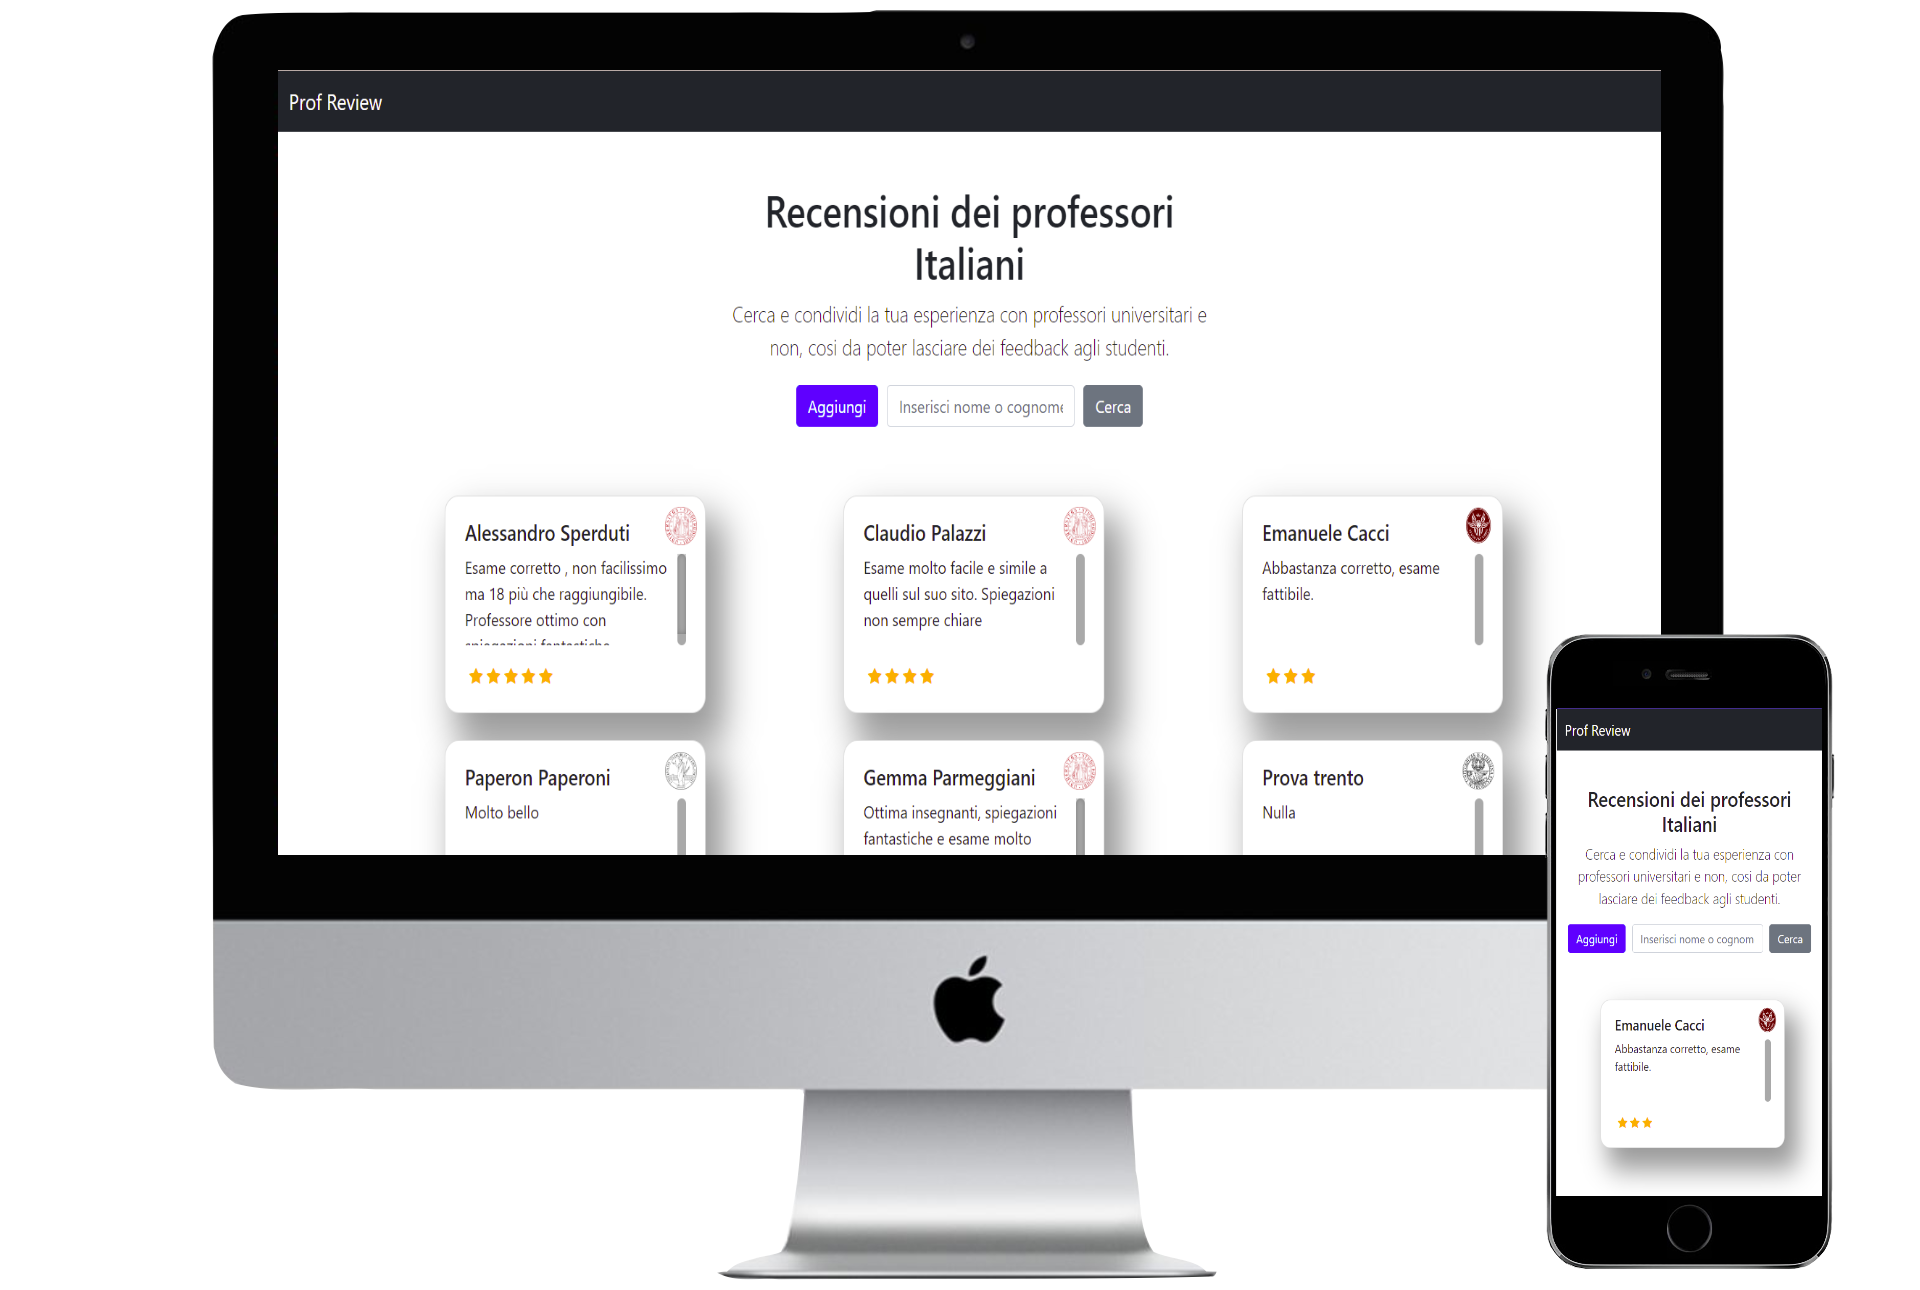 Prof Review
Recensioni dei professori
Italiani
Cerca e condividi la tua esperienza con professori universitari e
non, cosi da poter lasciare dei feedback agli studenti.
Aggiungi
Inserisci nome o cognome
Cerca
Alessandro Sperduti
Esame corretto , non facilissimo
ma 18 più che raggiungibile.
Professore ottimo con
spiegazioni fantastiche
Claudio Palazzi
Esame molto facile e simile a
quelli sul suo sito. Spiegazioni
non sempre chiare
Emanuele Cacci
Abbastanza corretto, esame
fattibile.
Paperon Paperoni
Molto bello
Gemma Parmeggiani
Ottima insegnanti, spiegazioni
fantastiche e esame molto
Prova trento
Nulla
Prof Review
Recensioni dei professori
Italiani
Cerca e condividi la tua esperienza con
professori universitari e non, cosi da poter
lasciare dei feedback agli studenti.
Aggiungi
Inserisci nome o cognom
Cerca
Emanuele Cacci
Abbastanza corretto, esame
fattibile.